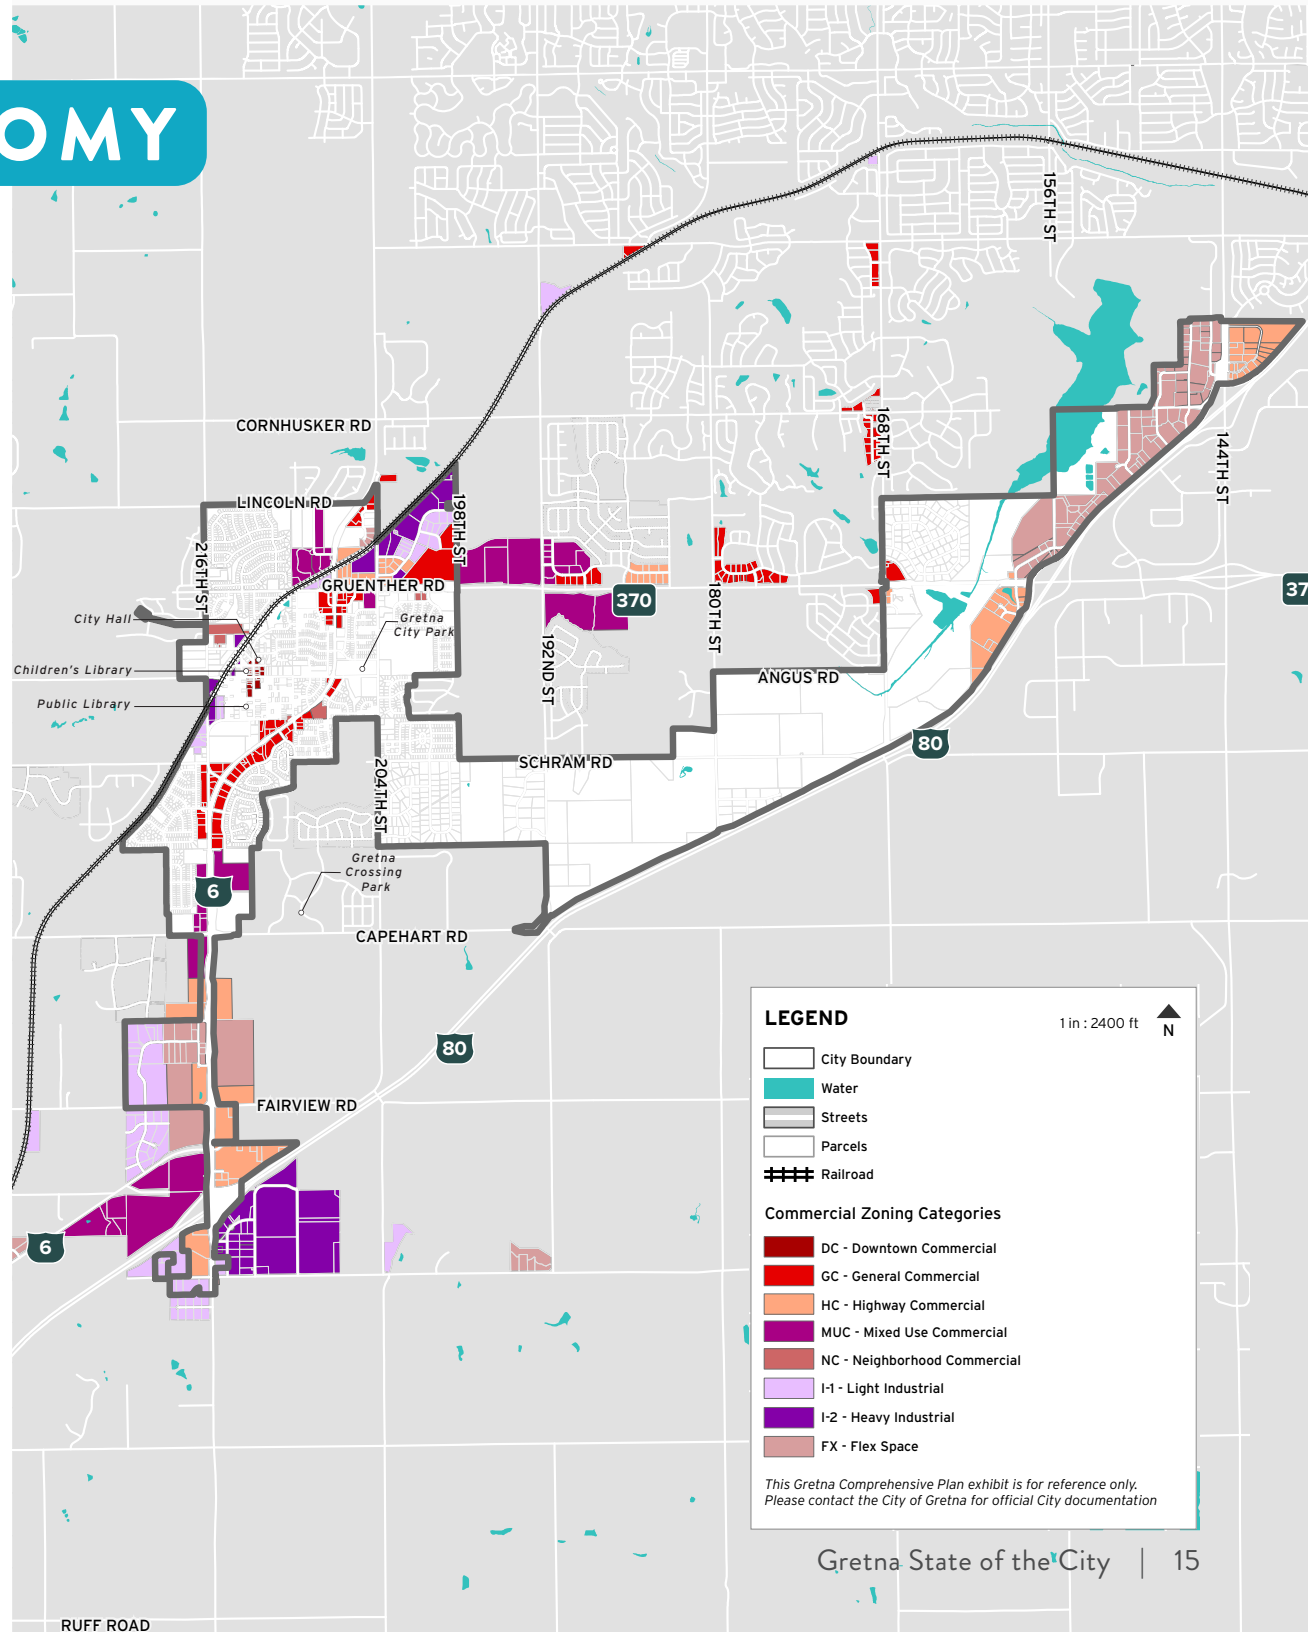 OMY
156TH ST
CORNHUSKER RD
168TH ST
144TH ST
LINCOLN RD
198TH ST
216TH ST
GRUENTHER RD
370
37
180TH ST
City Hall
Gretna
City Park
192ND ST
Children's Library
ANGUS RD
Public Library
80
SCHRAM RD
204TH ST
Gretna
Crossing
Park
6
CAPEHART RD
80
FAIRVIEW RD
6
LEGEND
1 in : 2400 ft
N
City Boundary
Water
Streets
Parcels
Railroad
Commercial Zoning Categories
DC - Downtown Commercial
GC - General Commercial
HC - Highway Commercial
MUC - Mixed Use Commercial
NC - Neighborhood Commercial
I-1 - Light Industrial
I-2 - Heavy Industrial
FX - Flex Space
This Gretna Comprehensive Plan exhibit is for reference only.
Please contact the City of Gretna for official City documentation
Gretna State of the City | 15
RUFF ROAD